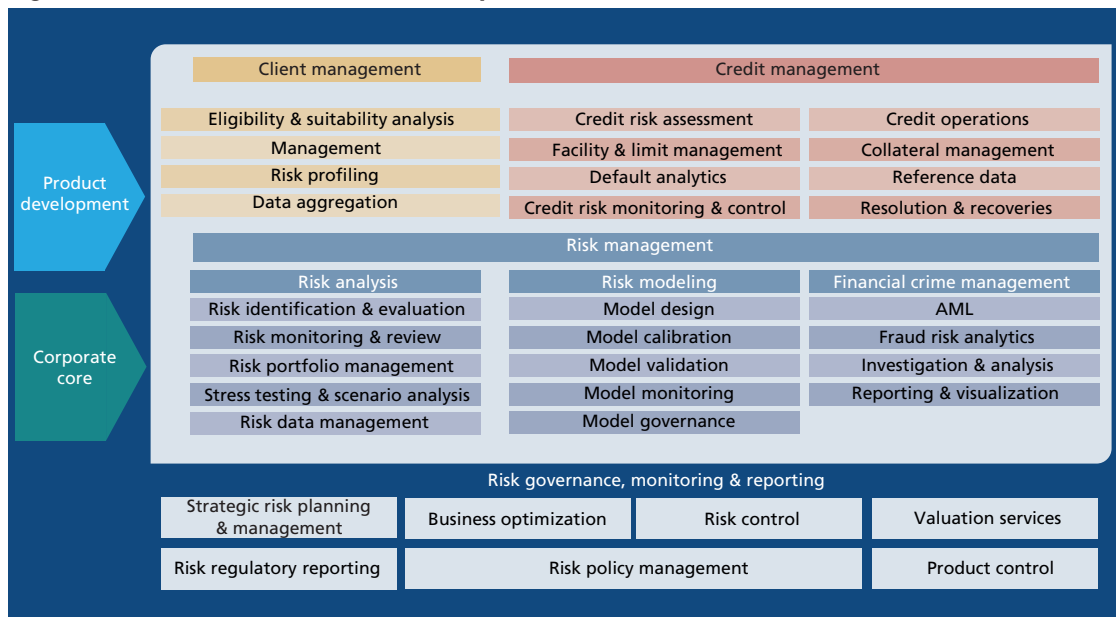 Client management
Credit management
Eligibility & suitability analysis
Management
Risk profiling
Data aggregation
Credit risk assessment
Facility & limit management
Default analytics
Credit risk monitoring & control
Credit operations
Collateral management
Reference data
Resolution & recoveries
Product
development
Corporate
core
Risk management
Risk analysis
Risk identification & evaluation
Risk monitoring & review
Risk portfolio management
Stress testing & scenario analysis
Risk data management
Risk modeling
Model design
Model calibration
Model validation
Model monitoring
Model governance
Financial crime management
AML
Fraud risk analytics
Investigation & analysis
Reporting & visualization
Risk governance, monitoring & reporting
Strategic risk planning
& management
Business optimization
Risk control
Valuation services
Risk regulatory reporting
Risk policy management
Product control